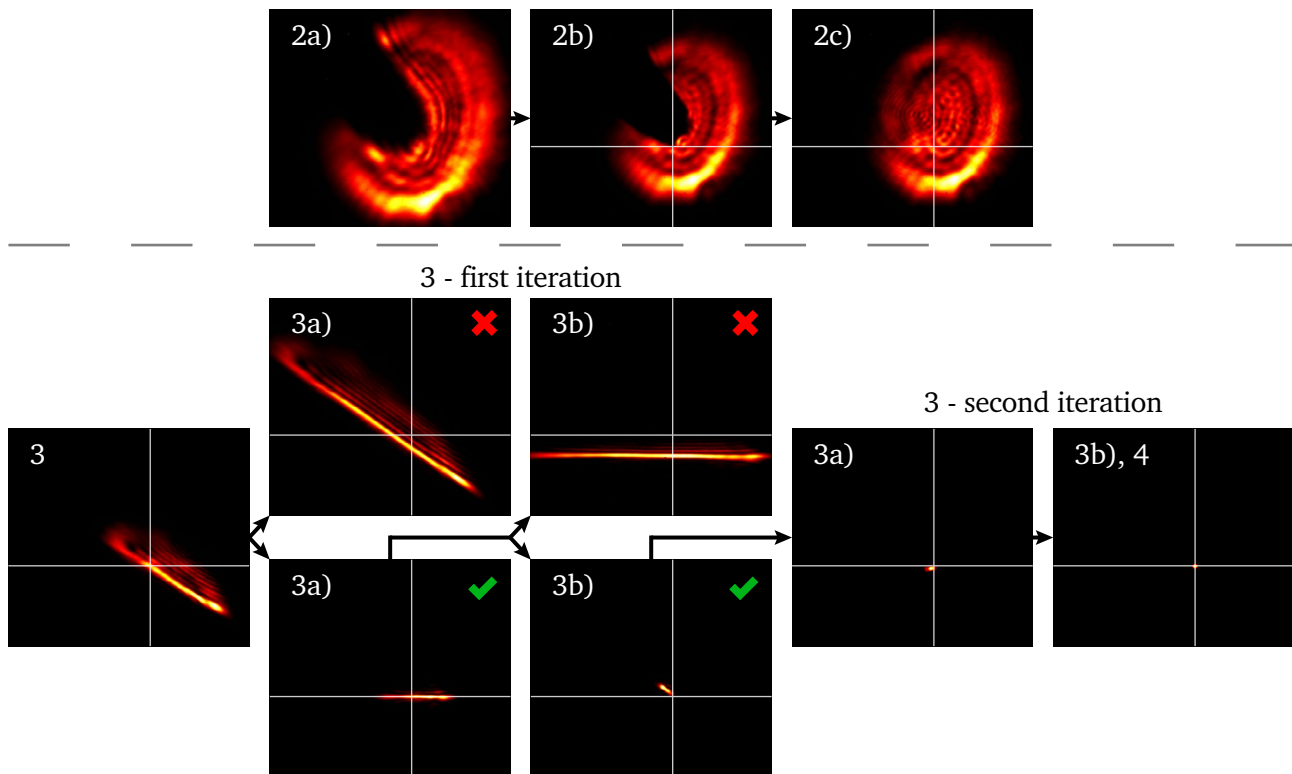 2a)
2b)
2c)
3 - first iteration
3a)
3b)
3 - second iteration
3
3a)
3b), 4
3a)
3b)